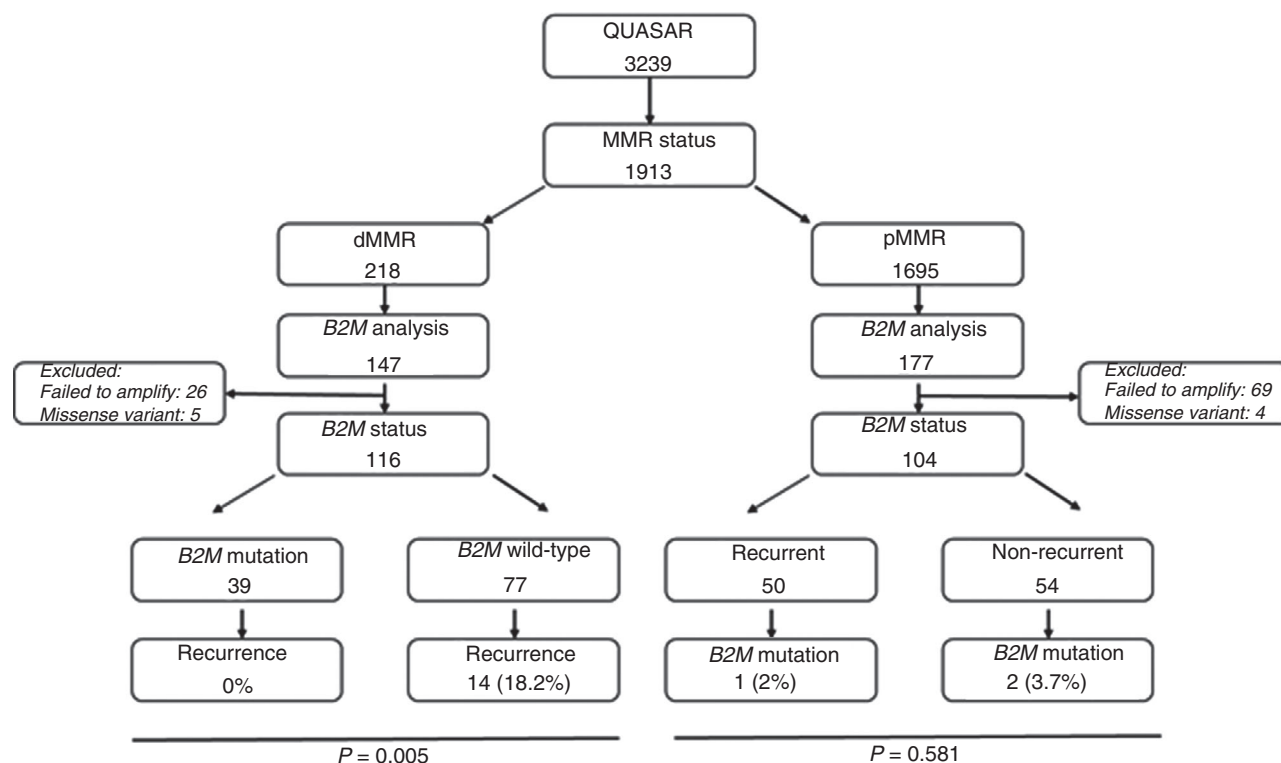 QUASAR
3239
MMR status
1913
dMMR
218
pMMR
1695
B2M analysis
147
B2M analysis
177
Excluded:
Failed to amplify: 26
Missense variant: 5
Excluded:
Failed to amplify: 69
Missense variant: 4
B2M status
116
B2M status
104
B2M mutation
39
B2M wild-type
77
Recurrent
50
Non-recurrent
54
Recurrence
0%
Recurrence
14 (18.2%)
B2M mutation
1 (2%)
B2M mutation
2 (3.7%)
P = 0.005
P = 0.581